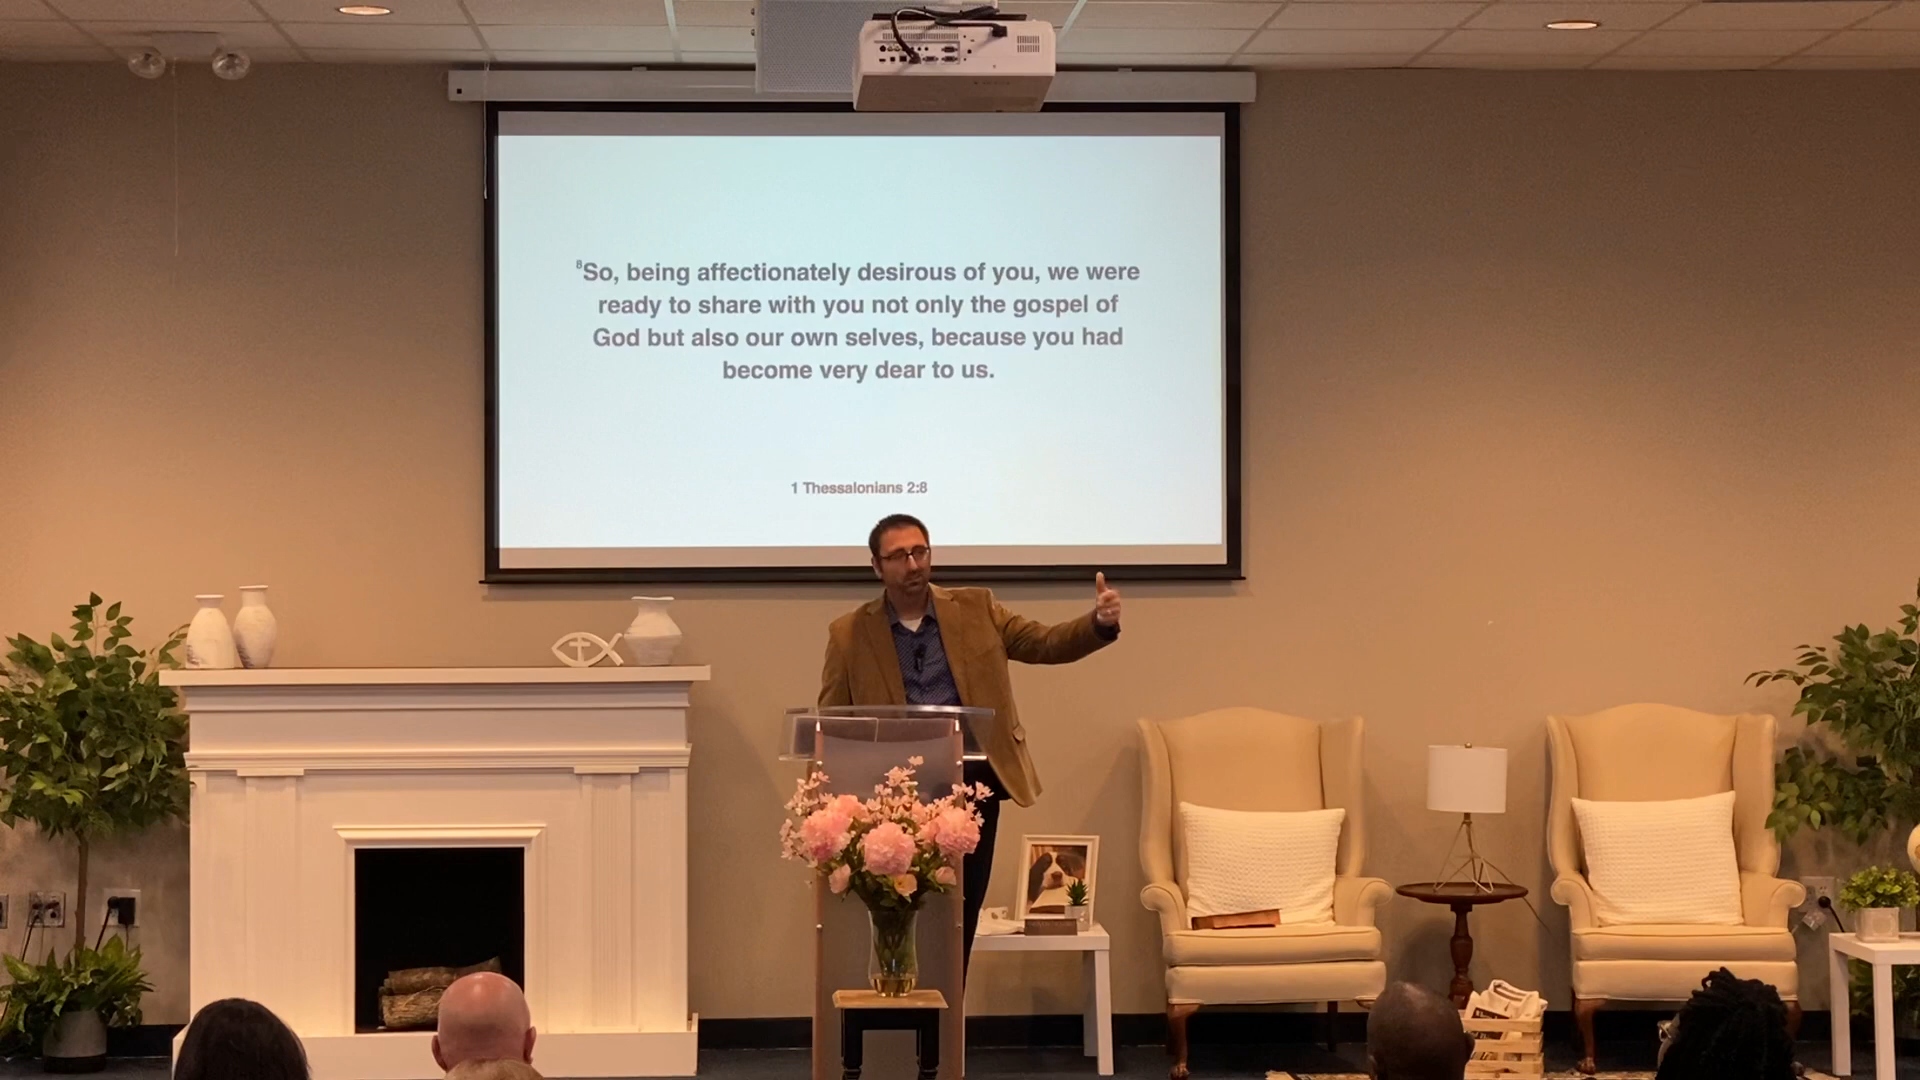 ⁸So, being affectionately desirous of you, we were
ready to share with you not only the gospel of
God but also our own selves, because you had
become very dear to us.
1 Thessalonians 2:8